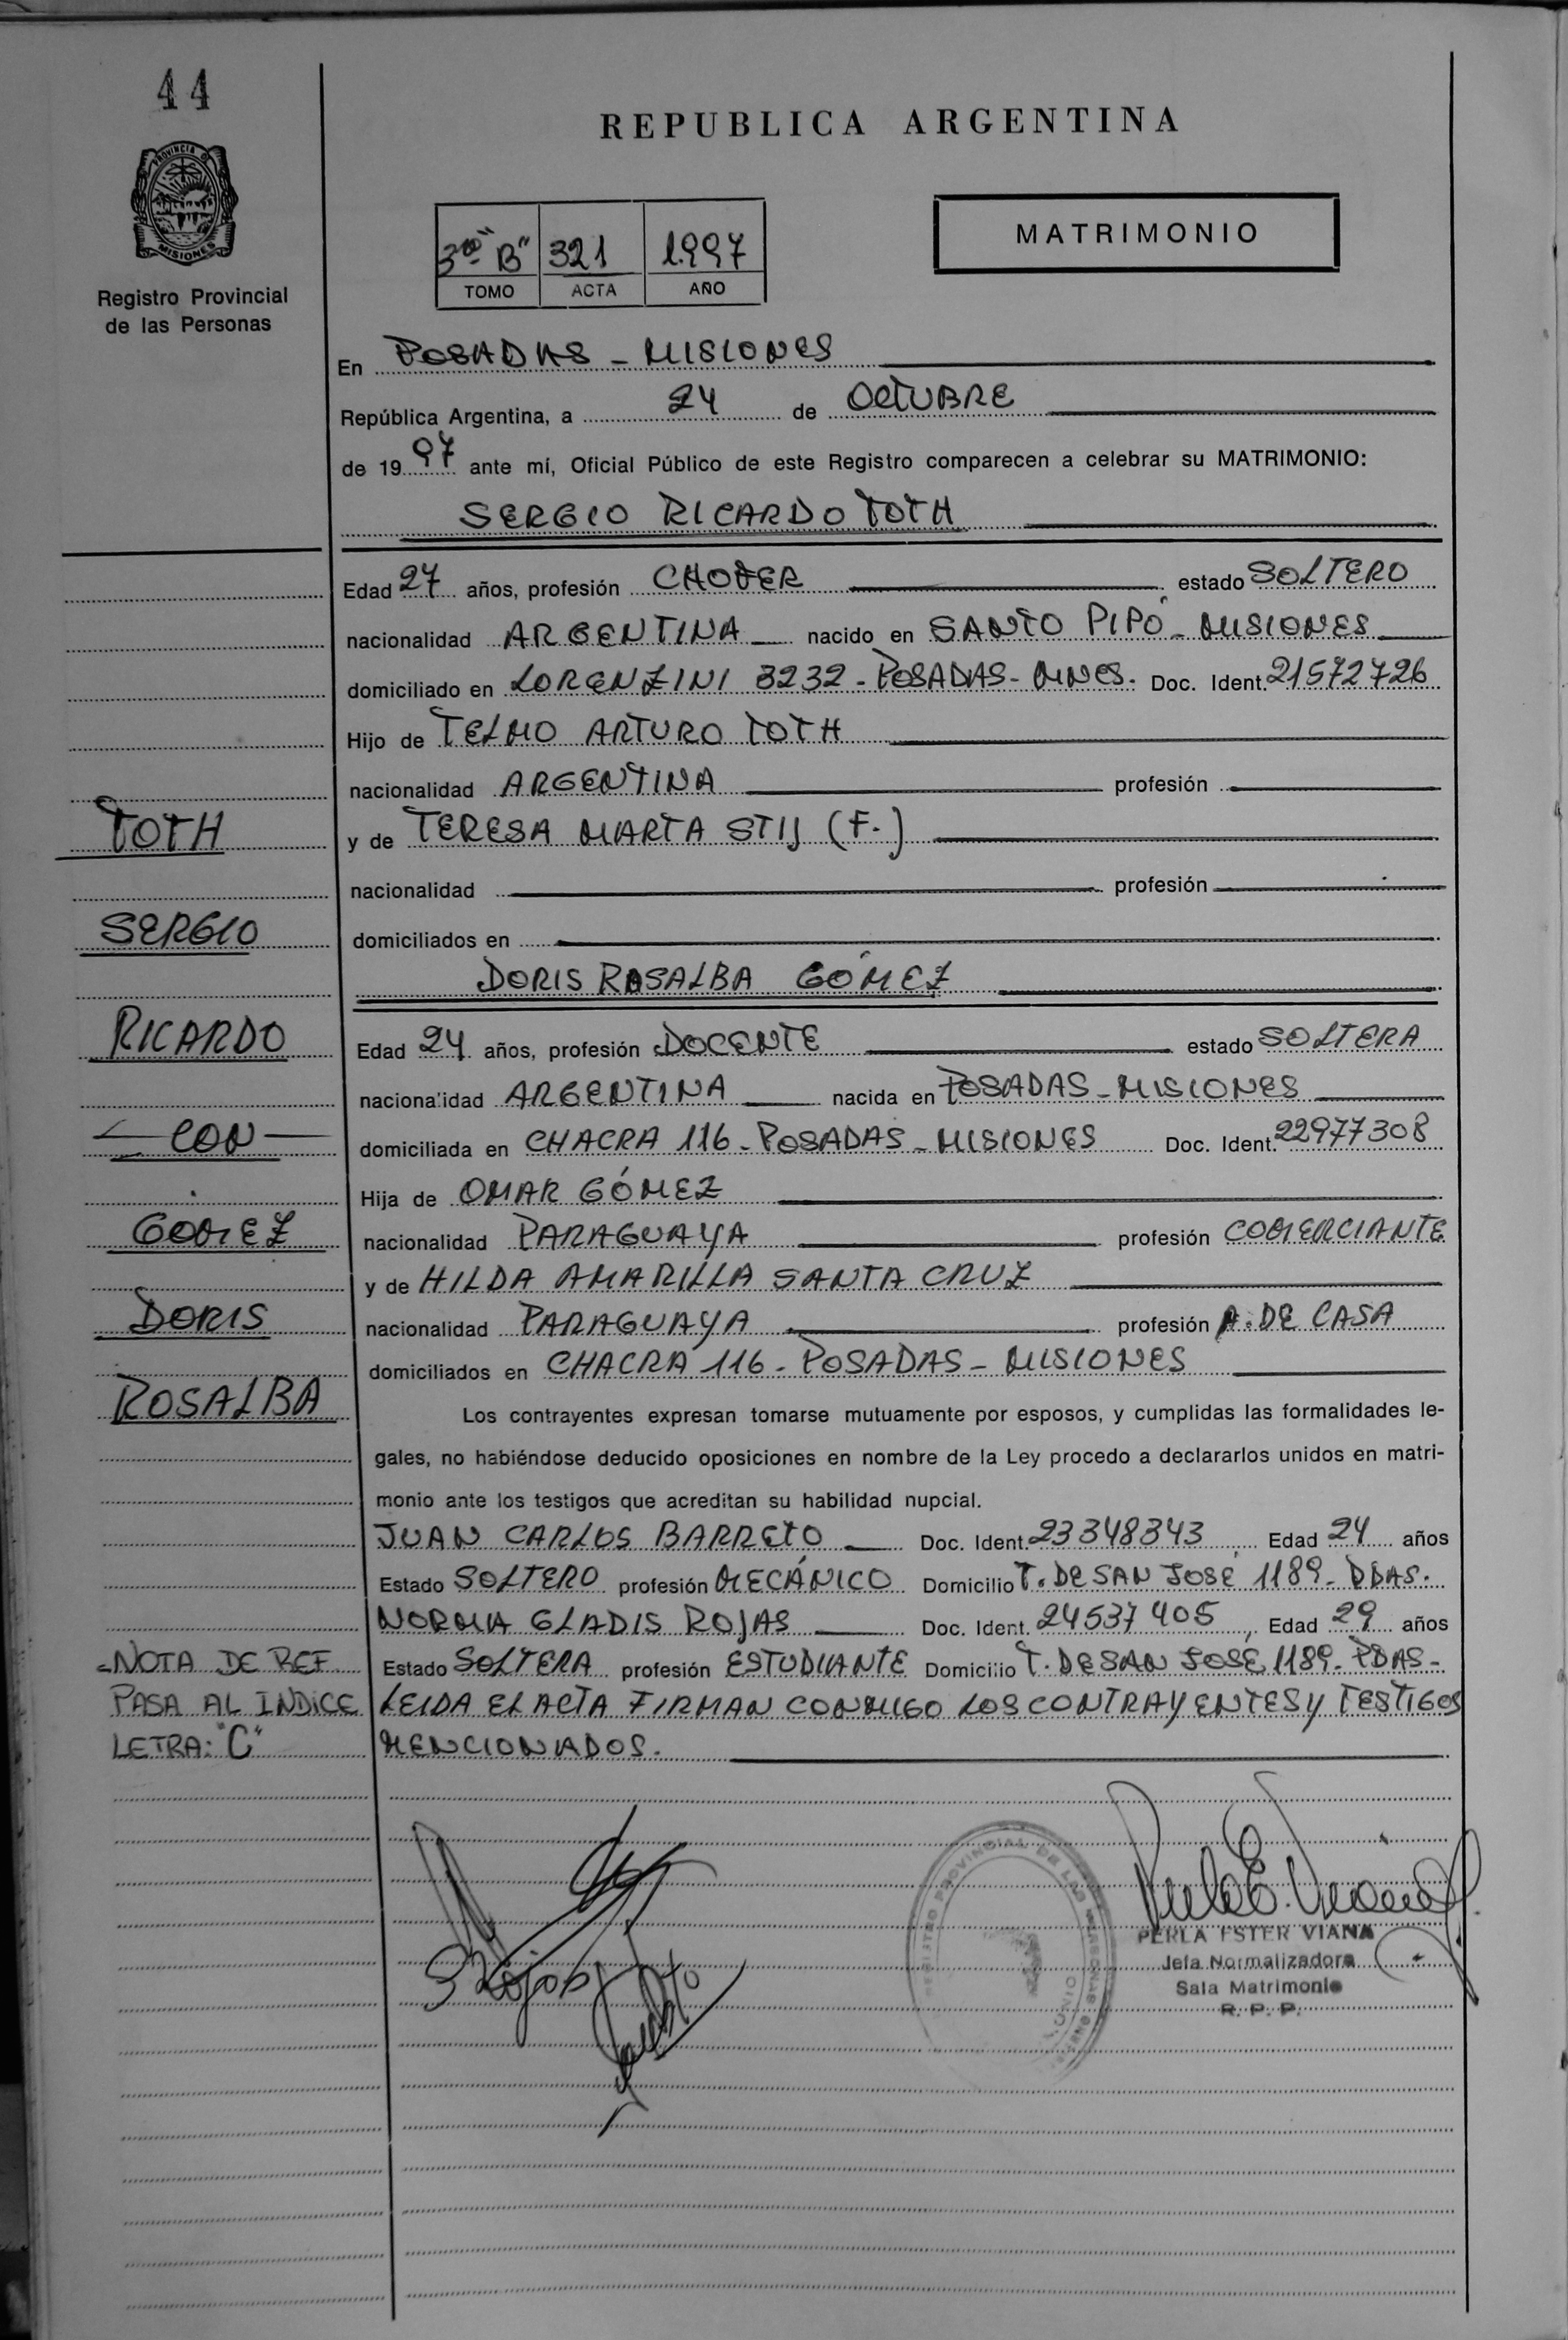 44
REPUBLICA ARGENTINA
PROVINCIA DE
MISIONES
Registro Provincial
de las Personas
3ro "B" 321 1.997
TOMO ACTA AÑO
MATRIMONIO
En POSADAS - MISIONES
República Argentina, a 24 de OCTUBRE
de 1997 ante mí, Oficial Público de este Registro comparecen a celebrar su MATRIMONIO:
SERGIO RICARDO TOTH
Edad 27 años, profesión CHOFER estado SOLTERO
nacionalidad ARGENTINA nacido en SANTO PIPÓ - MISIONES
domiciliado en LORENZINI 3232 - POSADAS - MNES. Doc. Ident. 21572726
Hijo de TELMO ARTURO TOTH
nacionalidad ARGENTINA profesión
y de TERESA MARTA STIJ (F.)
nacionalidad profesión
domiciliados en
DORIS ROSALBA GÓMEZ
Edad 24 años, profesión DOCENTE estado SOLTERA
nacionalidad ARGENTINA nacida en POSADAS - MISIONES
domiciliada en CHACRA 116 - POSADAS - MISIONES Doc. Ident. 22977308
Hija de OMAR GÓMEZ
nacionalidad PARAGUAYA profesión COMERCIANTE
y de HILDA AMARILLA SANTA CRUZ
nacionalidad PARAGUAYA profesión A. DE CASA
domiciliados en CHACRA 116 - POSADAS - MISIONES
Los contrayentes expresan tomarse mutuamente por esposos, y cumplidas las formalidades le-
gales, no habiéndose deducido oposiciones en nombre de la Ley procedo a declararlos unidos en matri-
monio ante los testigos que acreditan su habilidad nupcial.
JUAN CARLOS BARRETO Doc. Ident. 23348343 Edad 24 años
Estado SOLTERO profesión MECÁNICO Domicilio T. DE SAN JOSÉ 1189 - PDAS.
NORMA GLADIS ROJAS Doc. Ident. 24537405, Edad 29 años
Estado SOLTERA profesión ESTUDIANTE Domicilio T. DE SAN JOSÉ 1189 - PDAS -
LEIDA EL ACTA FIRMAN CONMIGO LOS CONTRAYENTES Y TESTIGOS
MENCIONADOS.
TOTH
SERGIO
RICARDO
- CON -
GOMEZ
DORIS
ROSALBA
- NOTA DE REF.
PASA AL INDICE
LETRA: "C"
REGISTRO PROVINCIAL DE LAS PERSONAS
PERLA ESTER VIANA
Jefa Normalizadora
Sala Matrimonio
R. P. P.